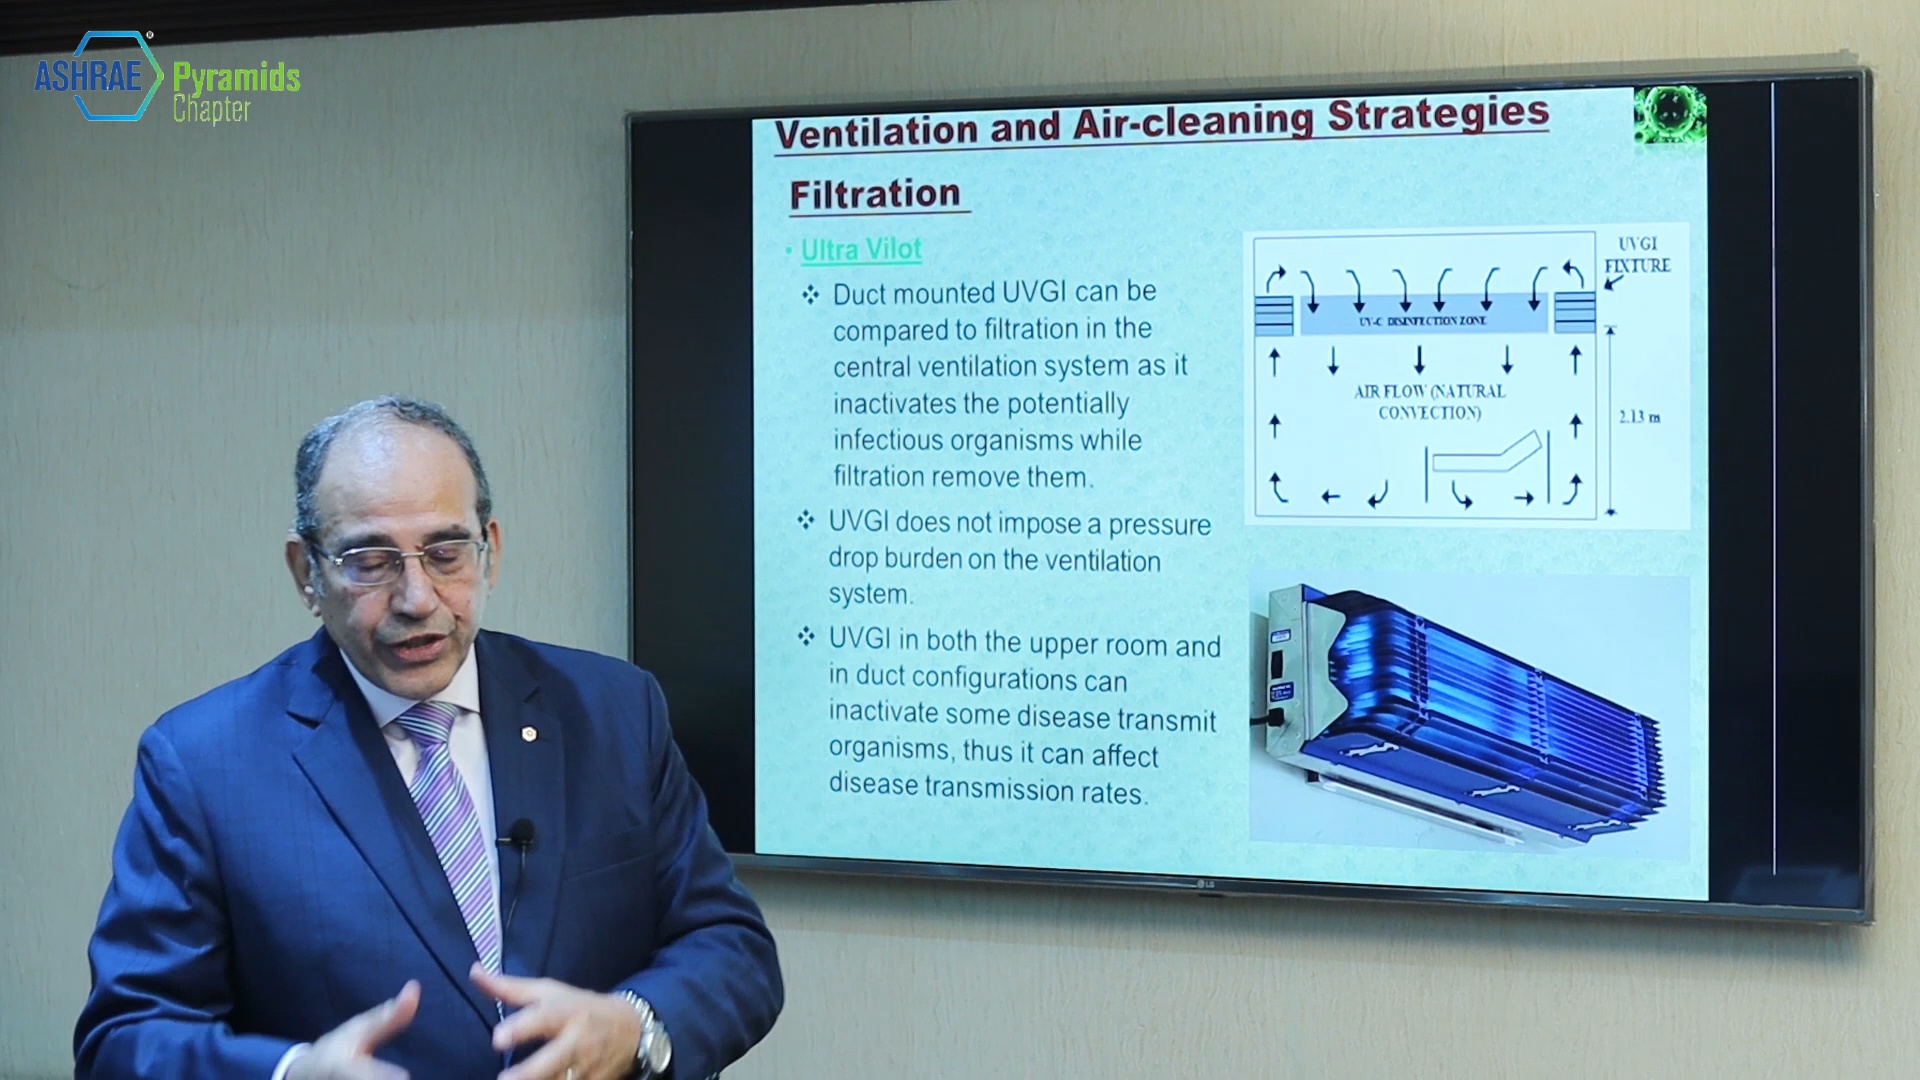 ASHRAE®
Pyramids
Chapter
Ventilation and Air-cleaning Strategies
Filtration
• Ultra Vilot
❖ Duct mounted UVGI can be
compared to filtration in the
central ventilation system as it
inactivates the potentially
infectious organisms while
filtration remove them.
❖ UVGI does not impose a pressure
drop burden on the ventilation
system.
❖ UVGI in both the upper room and
in duct configurations can
inactivate some disease transmit
organisms, thus it can affect
disease transmission rates.
UVGI
FIXTURE
UV-C DISINFECTION ZONE
AIR FLOW (NATURAL
CONVECTION)
2.13 m
LG